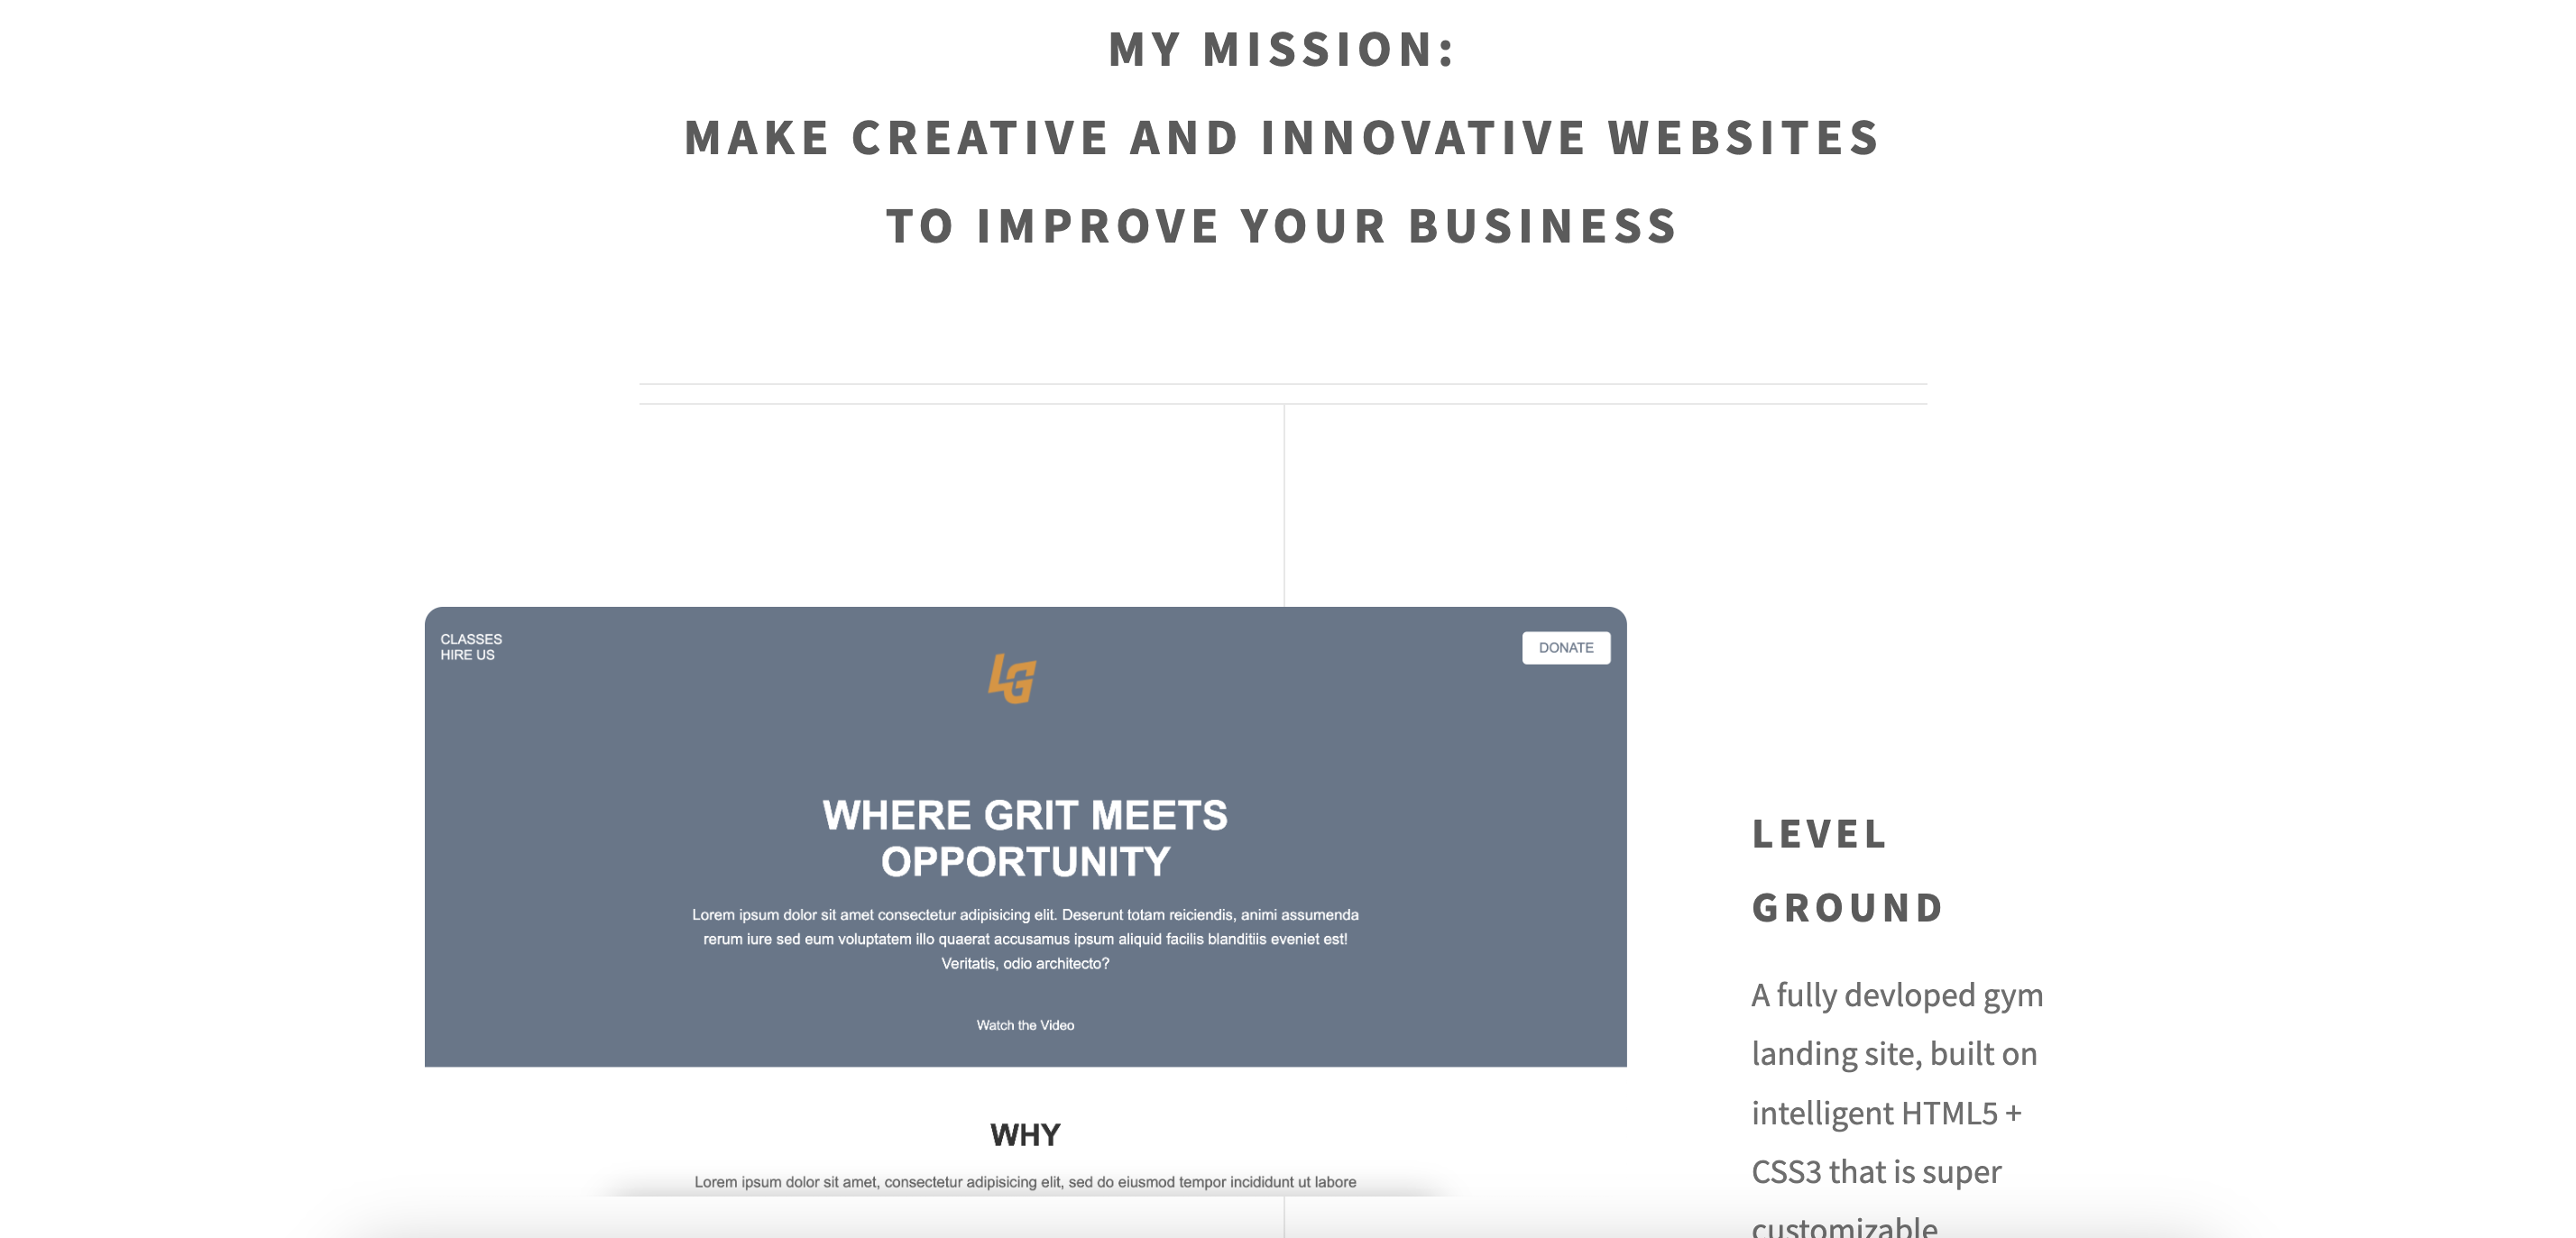 MY MISSION:
MAKE CREATIVE AND INNOVATIVE WEBSITES
TO IMPROVE YOUR BUSINESS
CLASSES
HIRE US
LG
DONATE
WHERE GRIT MEETS
OPPORTUNITY
Lorem ipsum dolor sit amet consectetur adipisicing elit. Deserunt totam reiciendis, animi assumenda
rerum iure sed eum voluptatem illo quaerat accusamus ipsum aliquid facilis blanditiis eveniet est!
Veritatis, odio architecto?
Watch the Video
WHY
Lorem ipsum dolor sit amet, consectetur adipisicing elit, sed do eiusmod tempor incididunt ut labore
LEVEL
GROUND
A fully devloped gym
landing site, built on
intelligent HTML5 +
CSS3 that is super
customizable